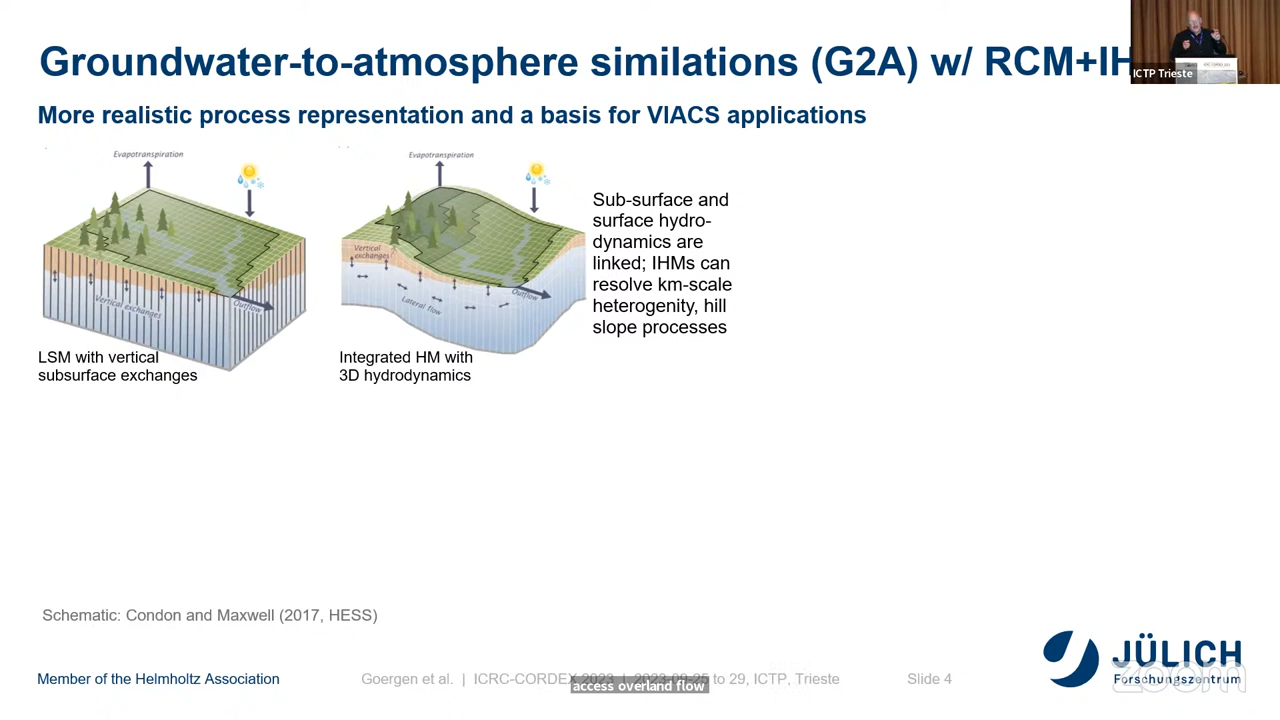 Groundwater-to-atmosphere similations (G2A) w/ RCM+IH
ICTP Trieste
More realistic process representation and a basis for VIACS applications
Evapotranspiration
Vertical exchanges
Outflow
LSM with vertical
subsurface exchanges
Evapotranspiration
Vertical
exchanges
Lateral flow
Outflow
Integrated HM with
3D hydrodynamics
Sub-surface and
surface hydro-
dynamics are
linked; IHMs can
resolve km-scale
heterogenity, hill
slope processes
Schematic: Condon and Maxwell (2017, HESS)
Member of the Helmholtz Association
Goergen et al. | ICRC-CORDEX 2023 | 2023-09-25 to 29, ICTP, Trieste
Slide 4
access overland flow
JÜLICH
Forschungszentrum
zoom